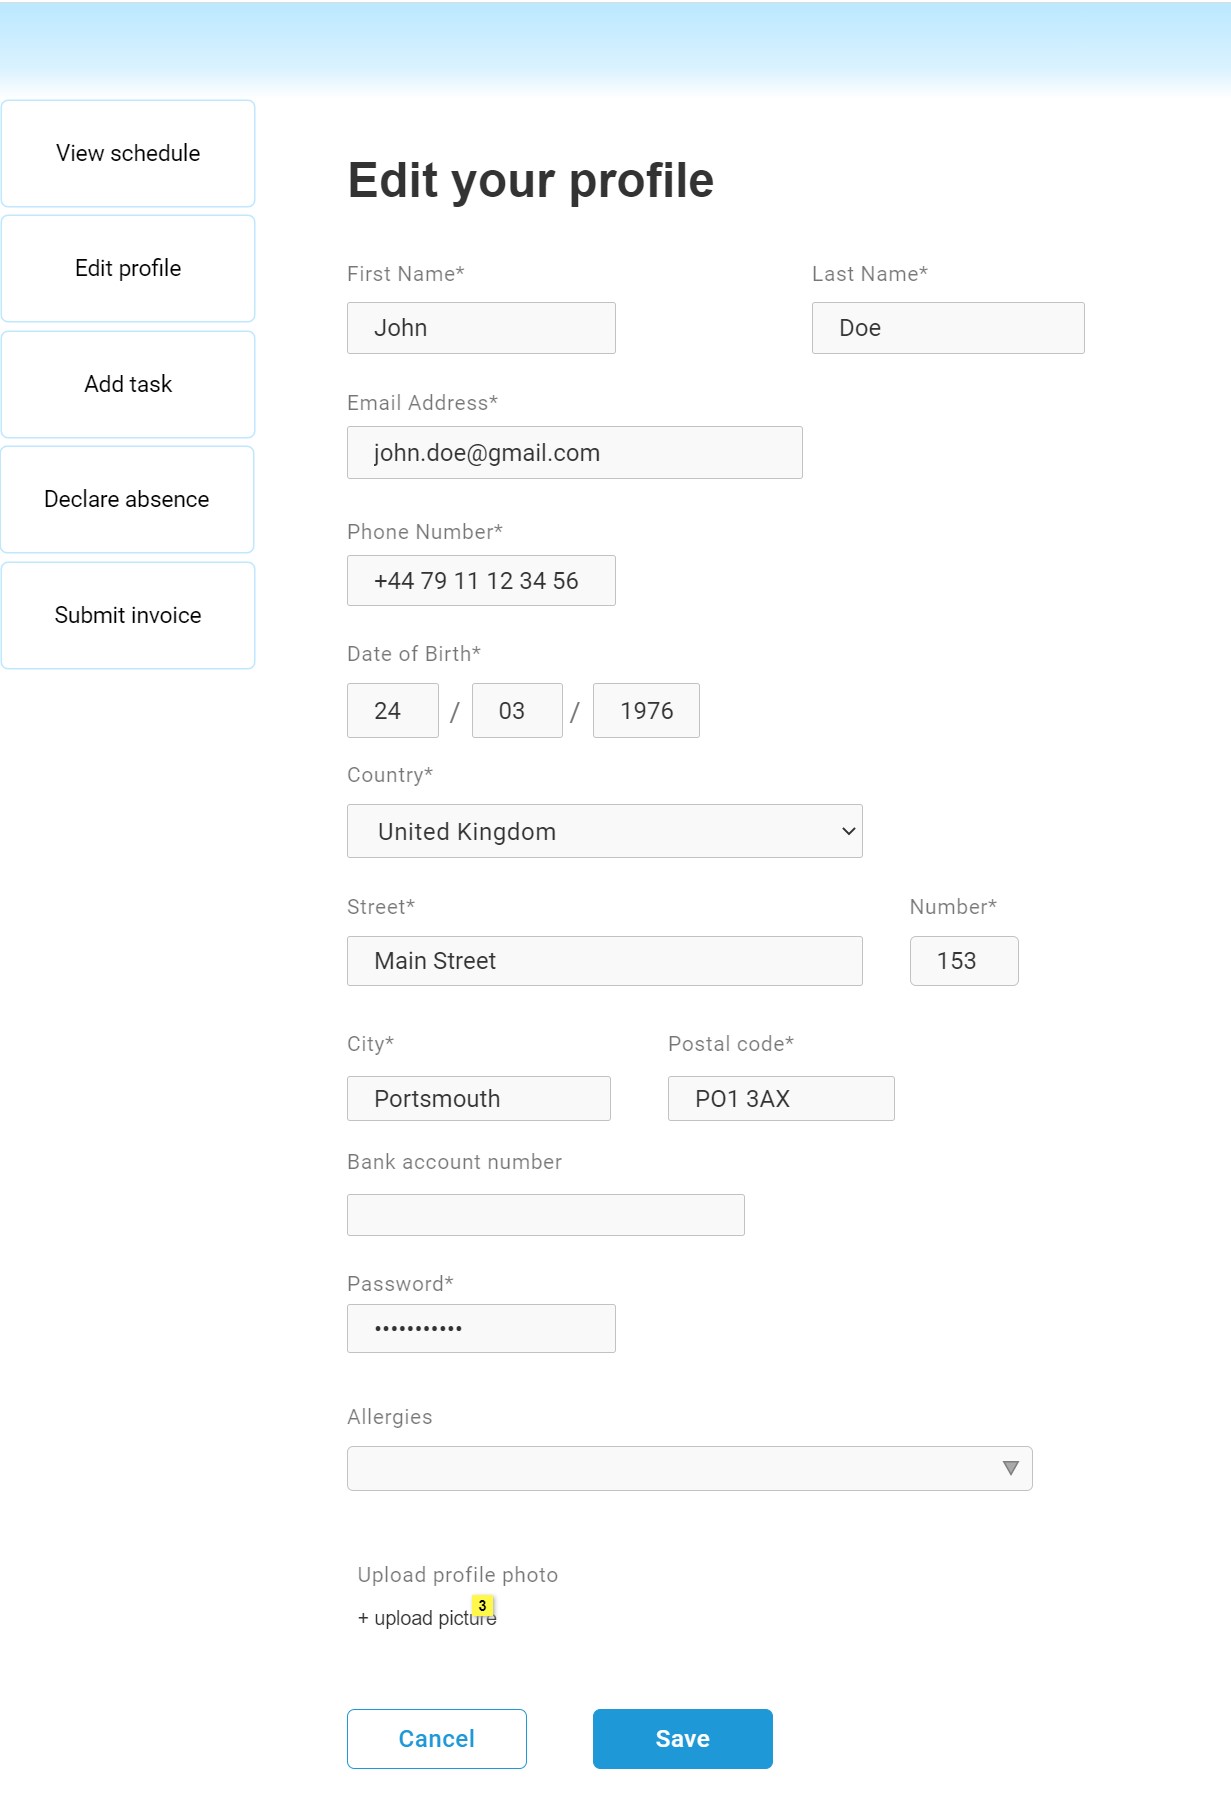 View schedule
Edit profile
Add task
Declare absence
Submit invoice
Edit your profile
First Name* Last Name*
John Doe
Email Address*
john.doe@gmail.com
Phone Number*
+44 79 11 12 34 56
Date of Birth*
24 / 03 / 1976
Country*
United Kingdom
Street* Number*
Main Street 153
City* Postal code*
Portsmouth PO1 3AX
Bank account number
Password*
•••••••••••
Allergies
Upload profile photo
3
+ upload picture
Cancel Save